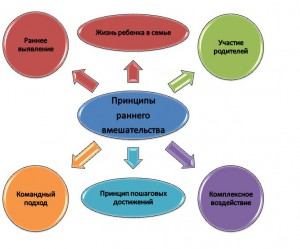 Раннее
выявление
Жизнь ребенка в семье
Участие
родителей
Принципы
раннего
вмешательства
Командный
подход
Принцип пошаговых
достижений
Комплексное
воздействие